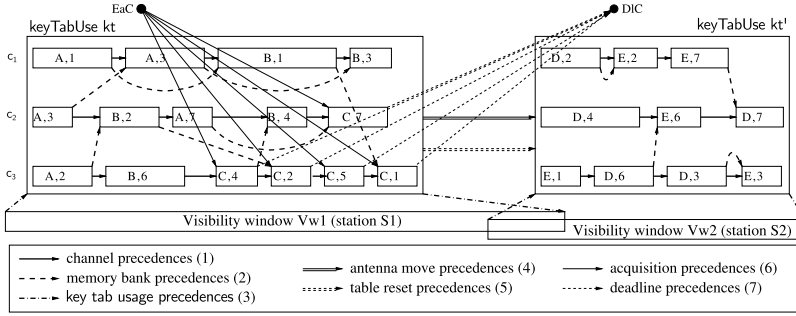 EaC DlC
keyTabUse kt keyTabUse kt'
c1 A,1 A,3 B,1 B,3 D,2 E,2 E,7
c2 A,3 B,2 A,7 B,4 C,7 D,4 E,6 D,7
c3 A,2 B,6 C,4 C,2 C,5 C,1 E,1 D,6 D,3 E,3
Visibility window Vw1 (station S1)
Visibility window Vw2 (station S2)
channel precedences (1)
memory bank precedences (2)
key tab usage precedences (3)
antenna move precedences (4)
table reset precedences (5)
acquisition precedences (6)
deadline precedences (7)